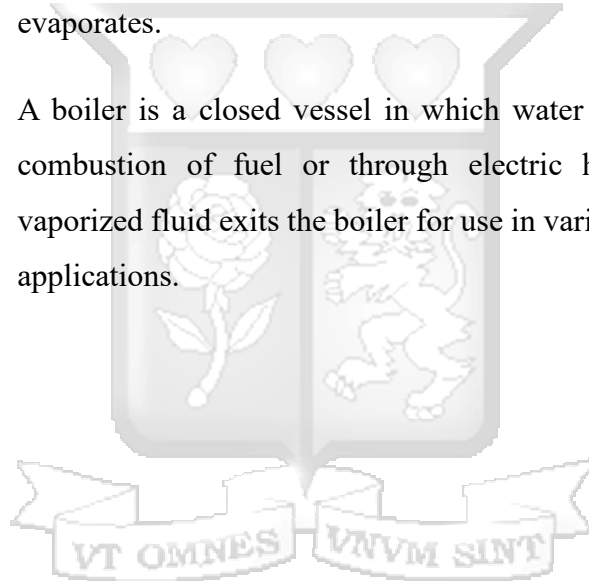 evaporates.
A boiler is a closed vessel in which water
combustion of fuel or through electric
vaporized fluid exits the boiler for use in
applications.
VT OMNES VNVM SINT